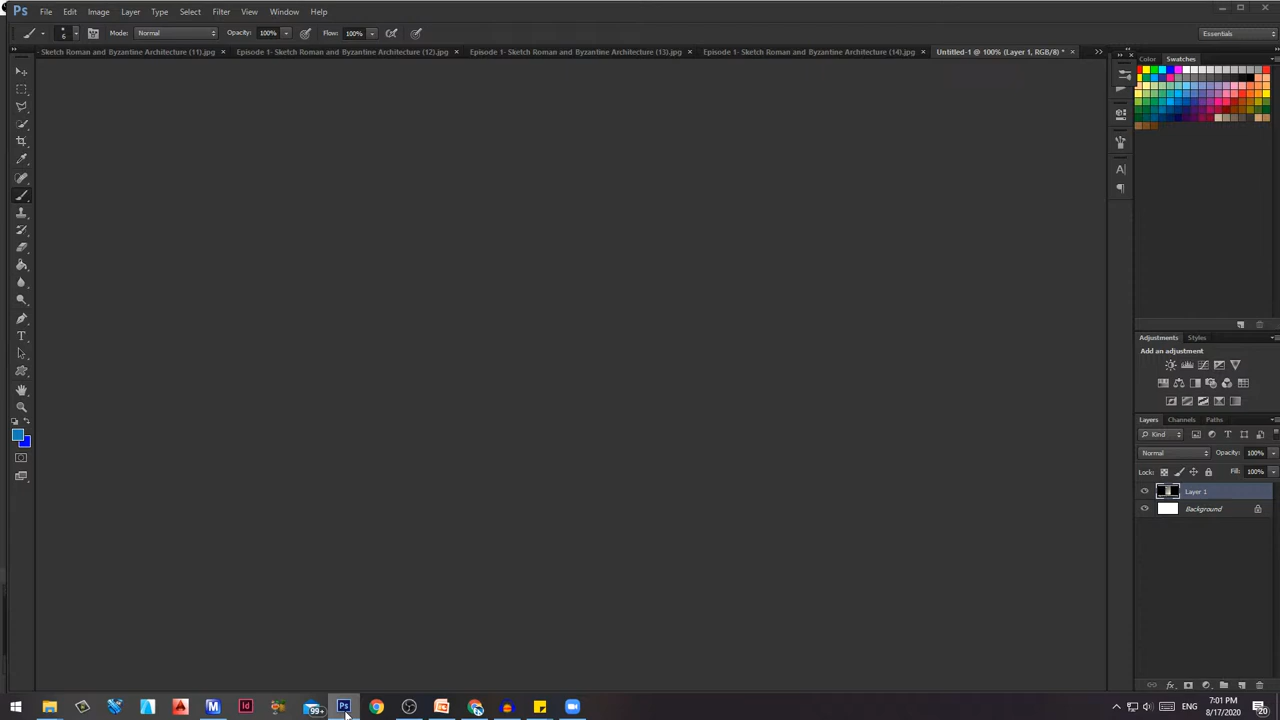 Ps File Edit Image Layer Type Select Filter View Window Help
6 Mode: Normal Opacity: 100% Flow: 100% Essentials
Sketch Roman and Byzantine Architecture (11).jpg × Episode 1- Sketch Roman and Byzantine Architecture (12).jpg × Episode 1- Sketch Roman and Byzantine Architecture (13).jpg × Episode 1- Sketch Roman and Byzantine Architecture (14).jpg × Untitled-1 @ 100% (Layer 1, RGB/8) * ×
Color Swatches
Adjustments Styles
Add an adjustment
Layers Channels Paths
Kind
Normal Opacity: 100%
Lock: Fill: 100%
Layer 1
Background
99+ Ps ENG 7:01 PM
8/17/2020 20